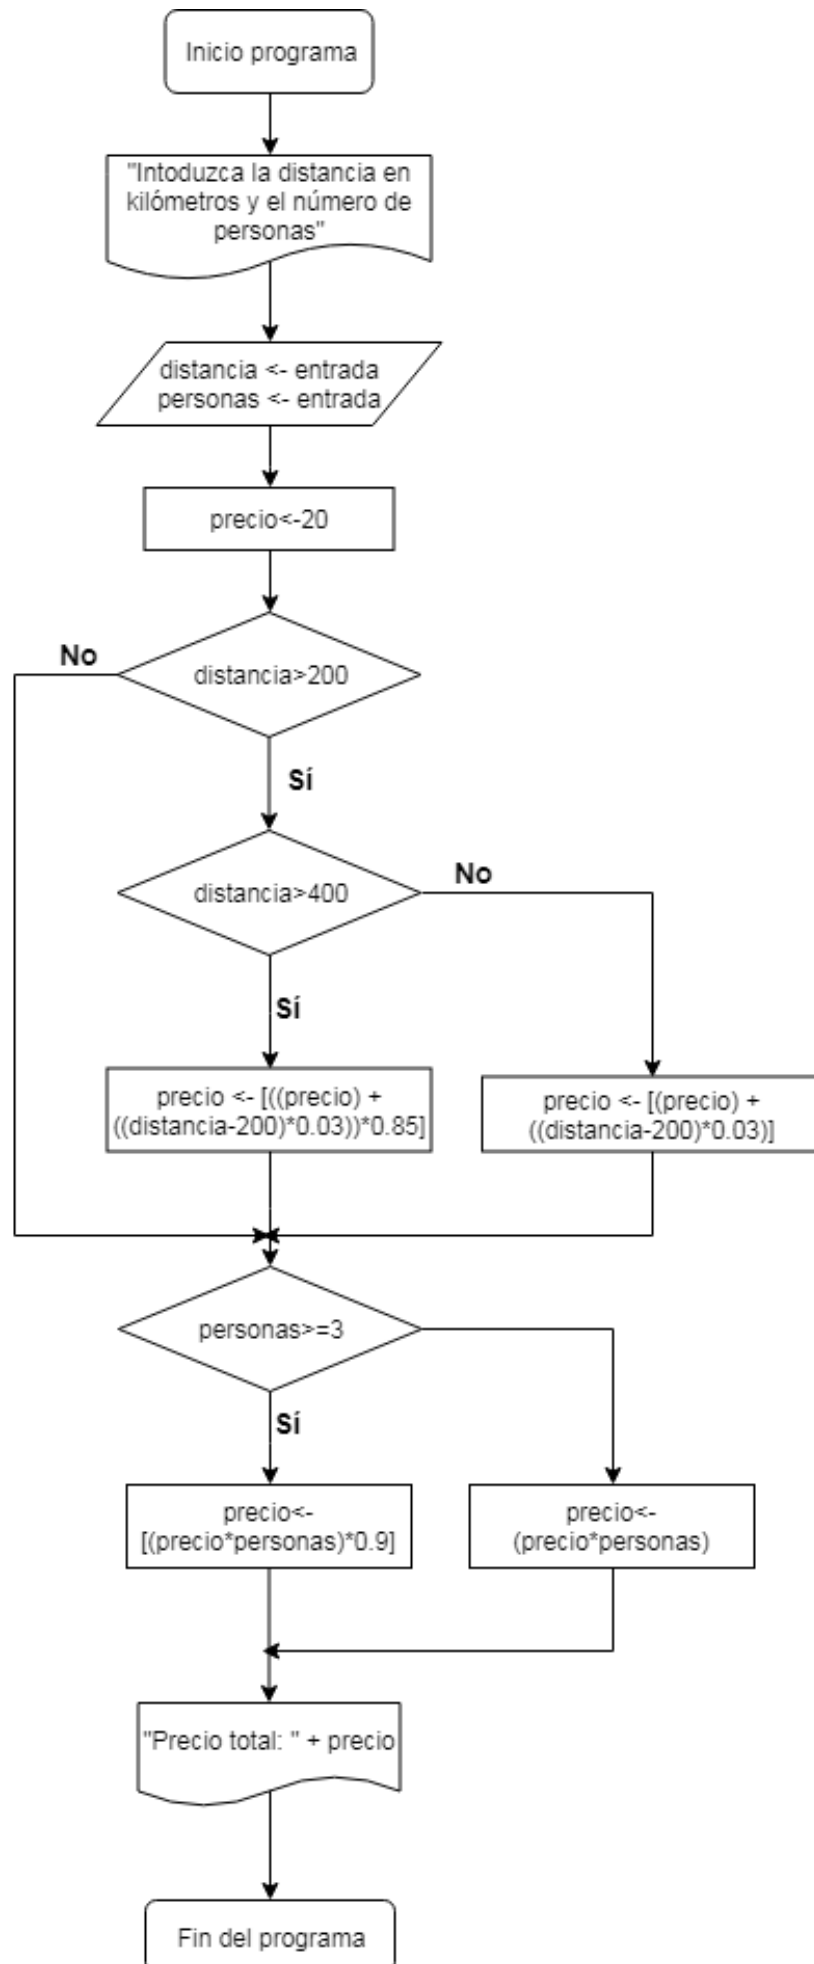 Inicio programa
"Intoduzca la distancia en
kilómetros y el número de
personas"
distancia <- entrada
personas <- entrada
precio<-20
No
distancia>200
Sí
distancia>400
No
Sí
precio <- [((precio) +
((distancia-200)*0.03))*0.85]
precio <- [(precio) +
((distancia-200)*0.03)]
personas>=3
Sí
precio<-
[(precio*personas)*0.9]
precio<-
(precio*personas)
"Precio total: " + precio
Fin del programa